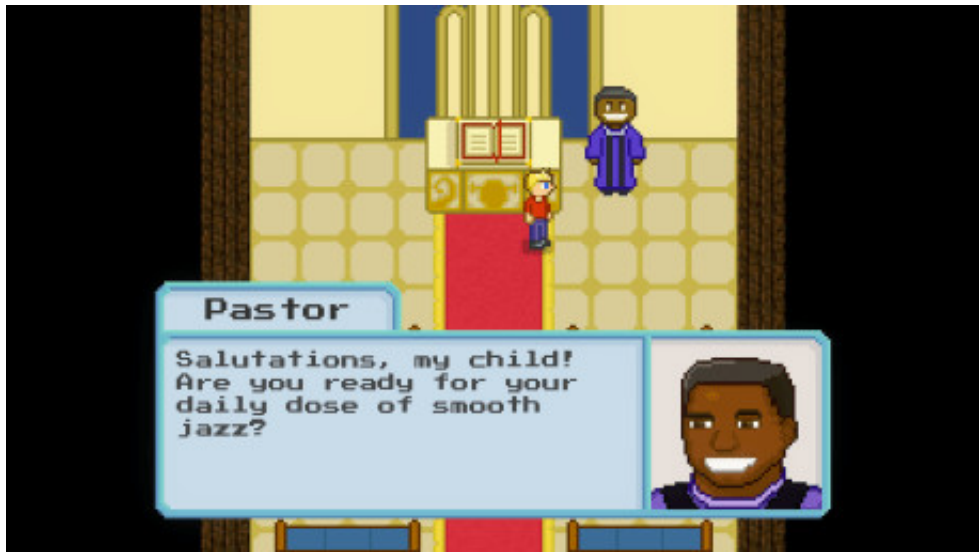 Pastor
Salutations, my child!
Are you ready for your
daily dose of smooth
jazz?